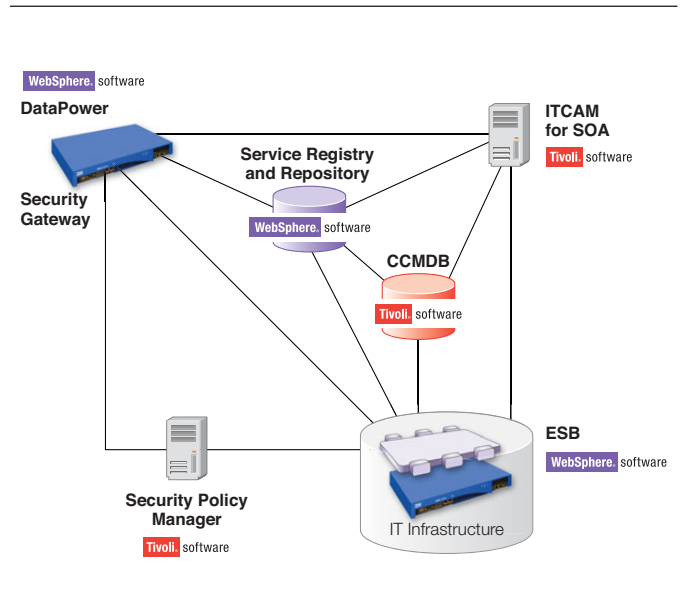 WebSphere. software
DataPower
Security
Gateway
Service Registry
and Repository
WebSphere. software
ITCAM
for SOA
Tivoli. software
CCMDB
Tivoli. software
ESB
WebSphere. software
IT Infrastructure
Security Policy
Manager
Tivoli. software